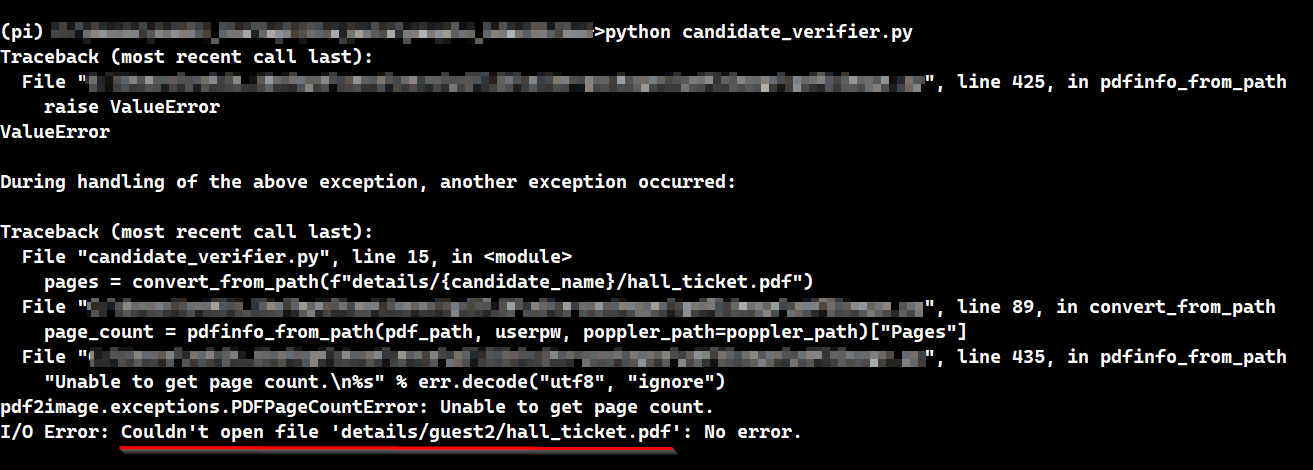 (pi) >python candidate_verifier.py
Traceback (most recent call last):
File "", line 425, in pdfinfo_from_path
raise ValueError
ValueError
During handling of the above exception, another exception occurred:
Traceback (most recent call last):
File "candidate_verifier.py", line 15, in <module>
pages = convert_from_path(f"details/{candidate_name}/hall_ticket.pdf")
File "", line 89, in convert_from_path
page_count = pdfinfo_from_path(pdf_path, userpw, poppler_path=poppler_path)["Pages"]
File "", line 435, in pdfinfo_from_path
"Unable to get page count.\n%s" % err.decode("utf8", "ignore")
pdf2image.exceptions.PDFPageCountError: Unable to get page count.
I/O Error: Couldn't open file 'details/guest2/hall_ticket.pdf': No error.